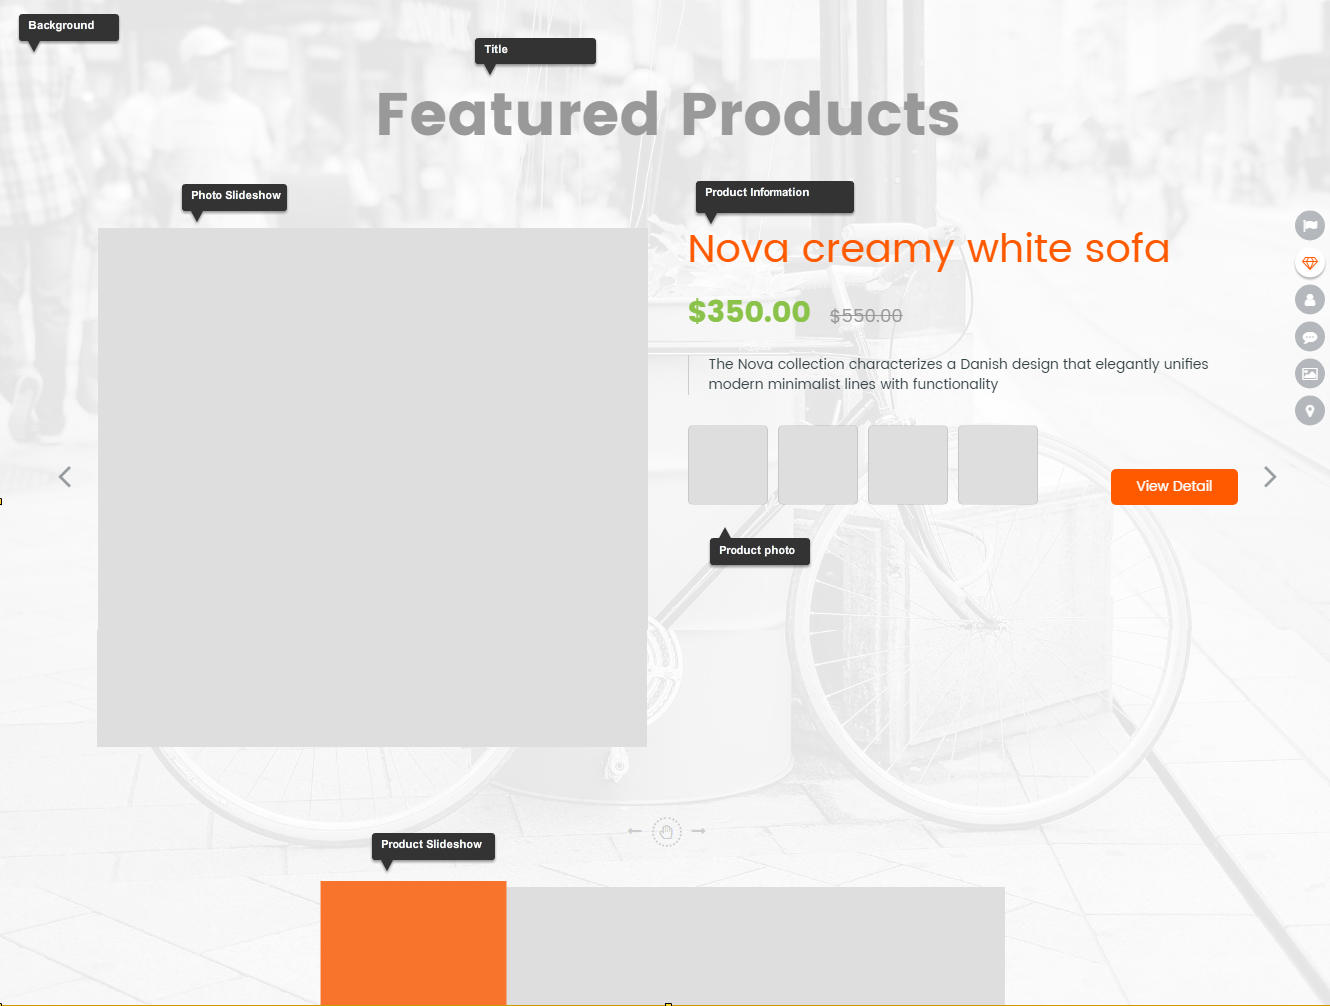 Background
Title
Featured Products
Photo Slideshow
Product Information
Nova creamy white sofa
$350.00 $550.00
The Nova collection characterizes a Danish design that elegantly unifies
modern minimalist lines with functionality
View Detail
Product photo
Product Slideshow